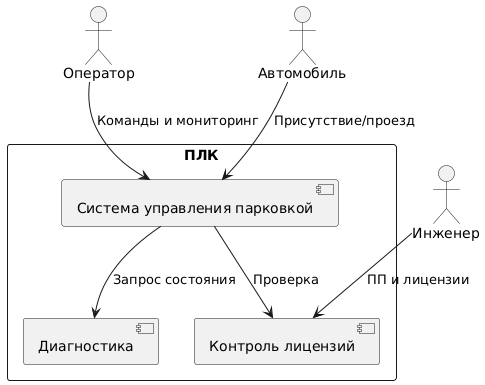 Оператор
Автомобиль
Команды и мониторинг
Присутствие/проезд
ПЛК
Система управления парковкой
Инженер
Запрос состояния
Проверка
ПП и лицензии
Диагностика
Контроль лицензий